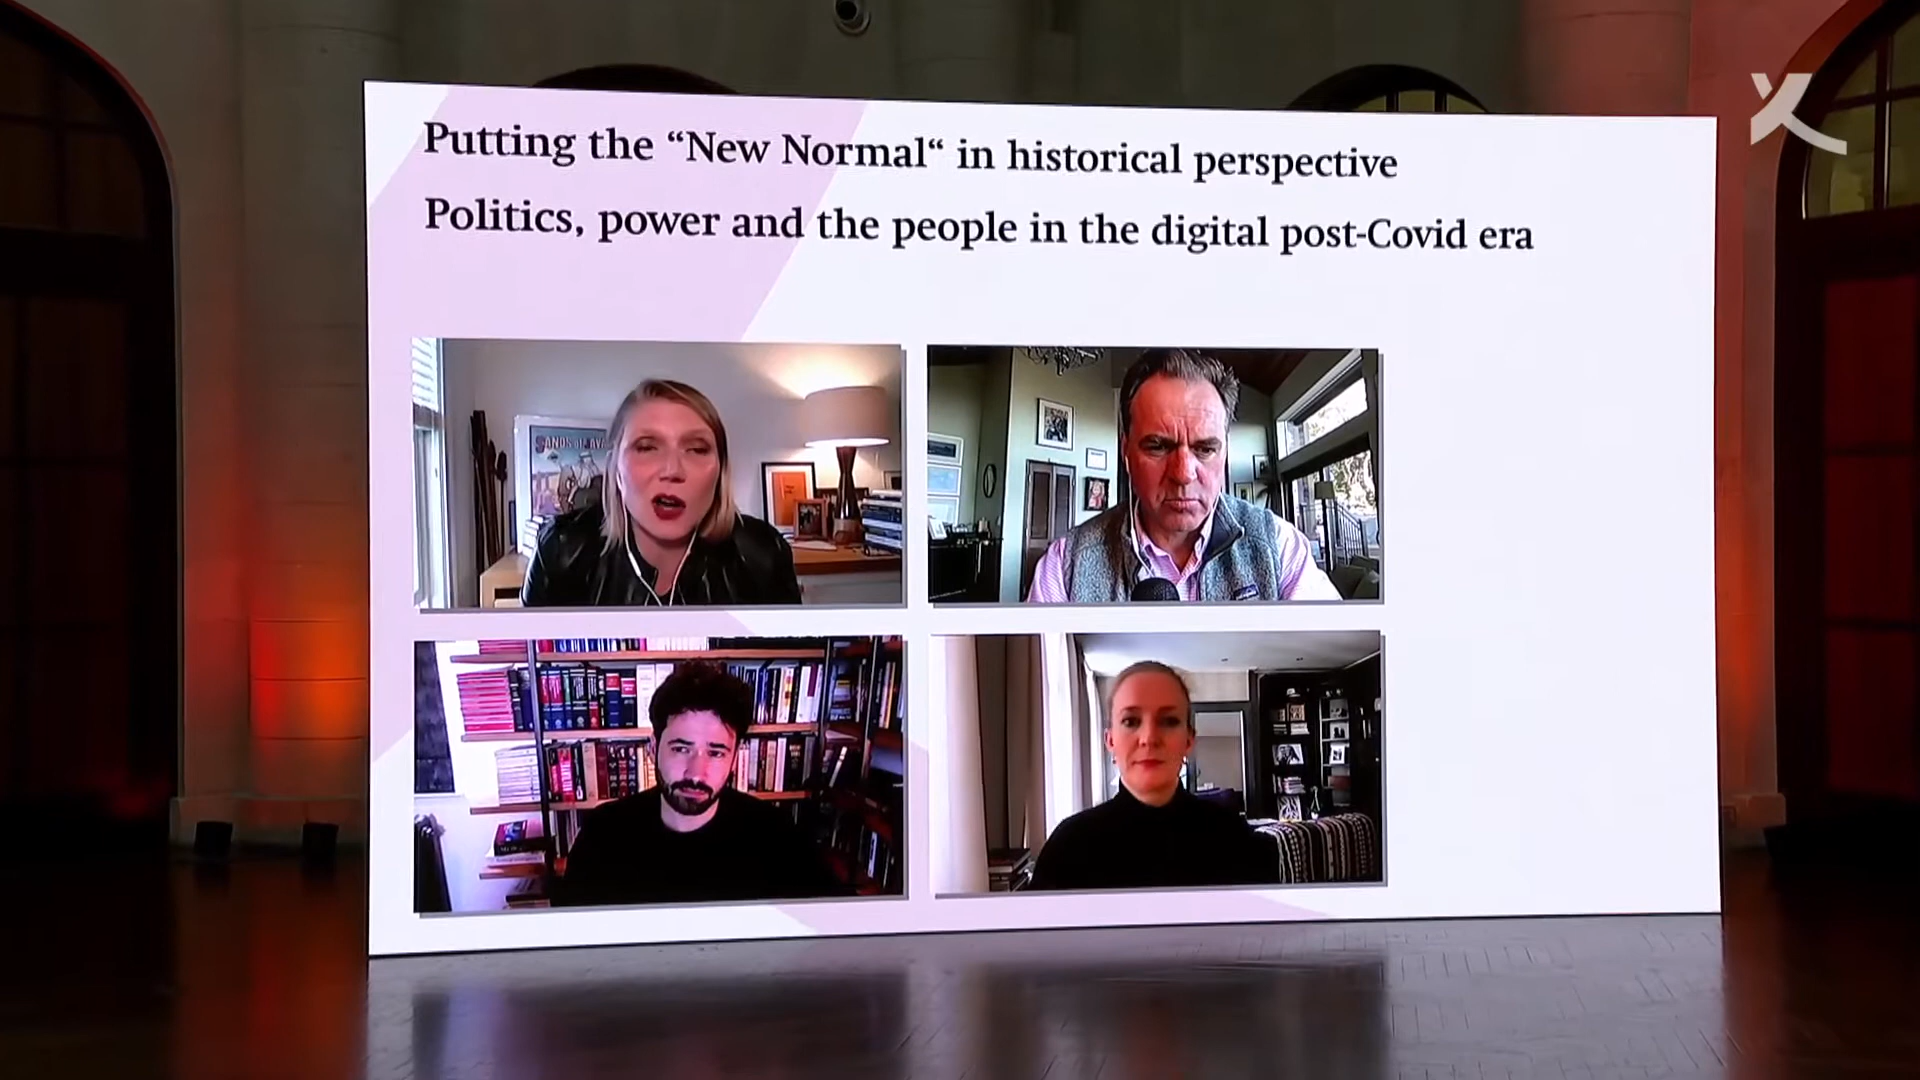 Putting the “New Normal“ in historical perspective
Politics, power and the people in the digital post-Covid era